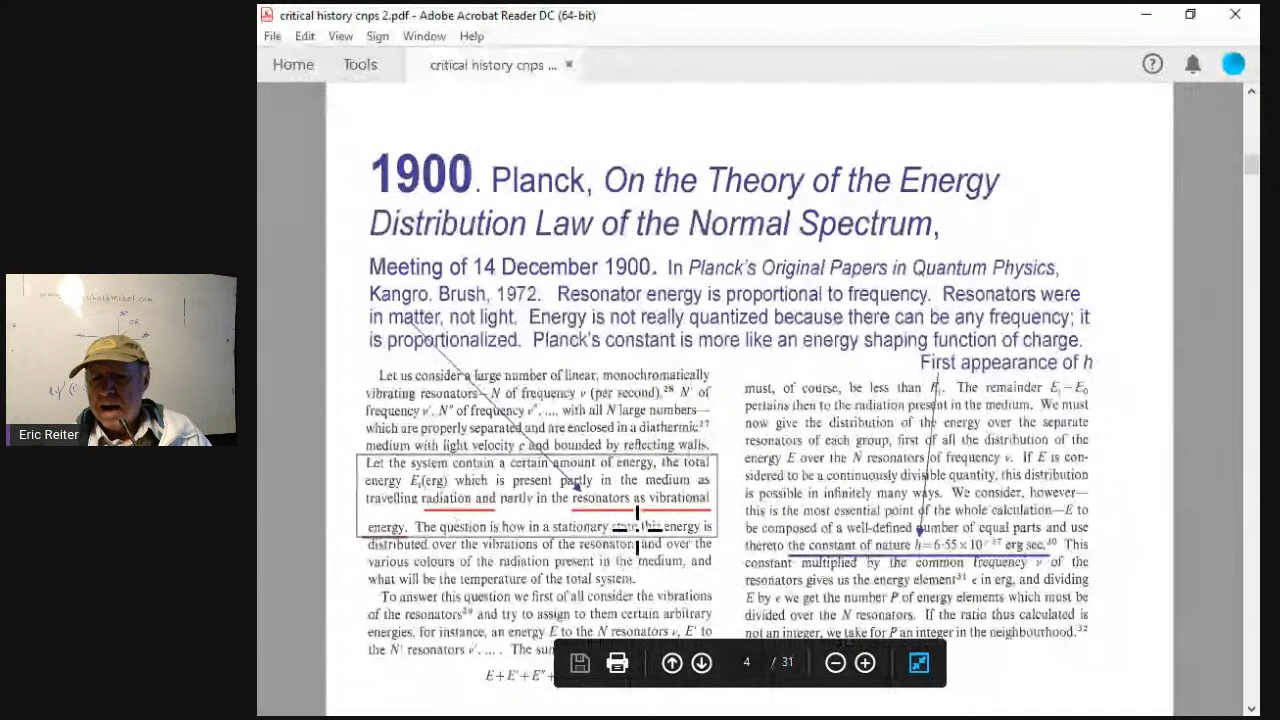 critical history cnps 2.pdf - Adobe Acrobat Reader DC (64-bit)
File Edit View Sign Window Help
Home Tools critical history cnps ...
1900. Planck, On the Theory of the Energy
Distribution Law of the Normal Spectrum,
Meeting of 14 December 1900. In Planck's Original Papers in Quantum Physics,
Kangro. Brush, 1972. Resonator energy is proportional to frequency. Resonators were
in matter, not light. Energy is not really quantized because there can be any frequency; it
is proportionalized. Planck's constant is more like an energy shaping function of charge.
First appearance of h
Let us consider a large number of linear, monochromatically
vibrating resonators—N of frequency ν (per second),²⁸ N' of
frequency ν', N'' of frequency ν'', ...., with all N large numbers—
which are properly separated and are enclosed in a diathermic²⁷
medium with light velocity c and bounded by reflecting walls.
Let the system contain a certain amount of energy, the total
energy Eₜ(erg) which is present partly in the medium as
travelling radiation and partly in the resonators as vibrational
energy. The question is how in a stationary state this energy is
distributed over the vibrations of the resonators and over the
various colours of the radiation present in the medium, and
what will be the temperature of the total system.
To answer this question we first of all consider the vibrations
of the resonators²⁹ and try to assign to them certain arbitrary
energies, for instance, an energy E to the N resonators ν, E' to
the N' resonators ν', .... The sum
E+E'+E''+
must, of course, be less than Eₜ. The remainder Eₜ−E₀
pertains then to the radiation present in the medium. We must
now give the distribution of the energy over the separate
resonators of each group, first of all the distribution of the
energy E over the N resonators of frequency ν. If E is con-
sidered to be a continuously divisible quantity, this distribution
is possible in infinitely many ways. We consider, however—
this is the most essential point of the whole calculation—E to
be composed of a well-defined number of equal parts and use
thereto the constant of nature h=6·55×10⁻²⁷ erg sec.³⁰ This
constant multiplied by the common frequency ν of the
resonators gives us the energy element³¹ ϵ in erg, and dividing
E by ϵ we get the number P of energy elements which must be
divided over the N resonators. If the ratio thus calculated is
not an integer, we take for P an integer in the neighbourhood.³²
4 / 31
Eric Reiter